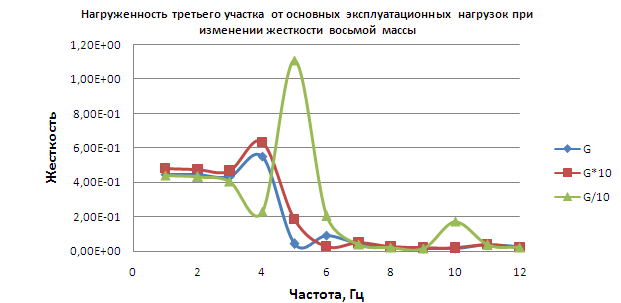 Нагруженность третьего участка от основных эксплуатационных нагрузок при
изменении жесткости восьмой массы
Жесткость
1,20E+00
1,00E+00
8,00E-01
6,00E-01
4,00E-01
2,00E-01
0,00E+00
0 2 4 6 8 10 12
Частота, Гц
G
G*10
G/10